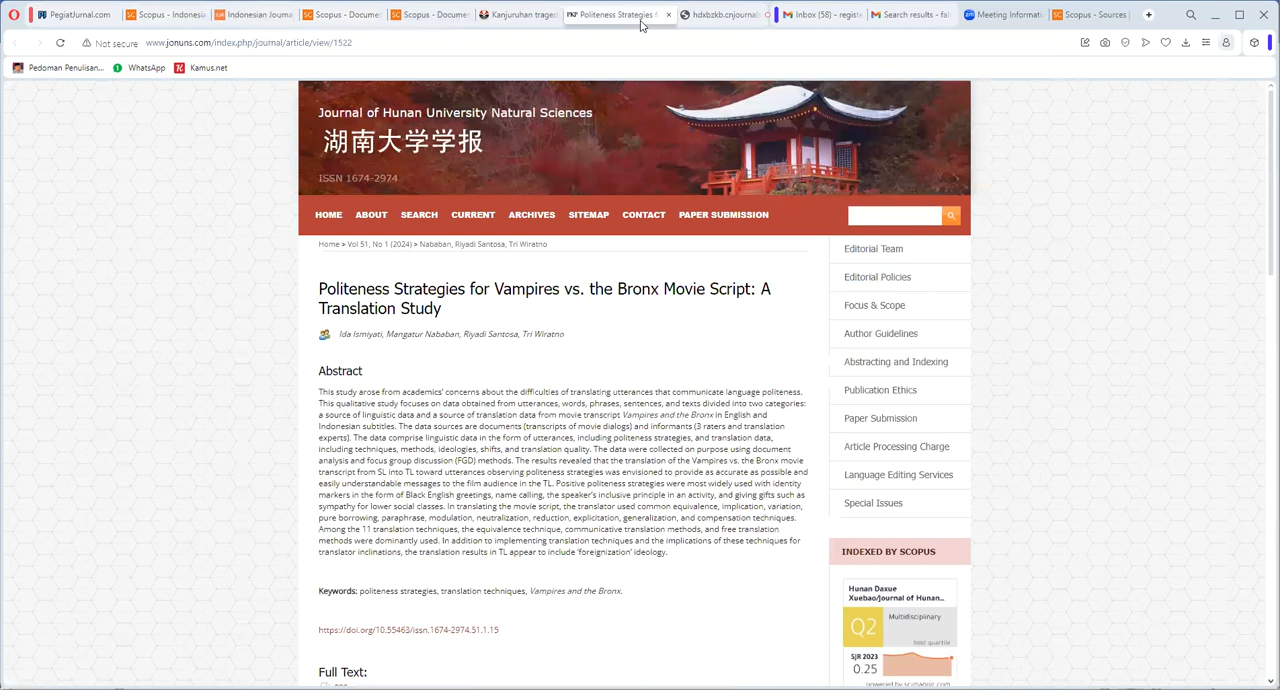 PegiatJurnal.com
Scopus - Indonesia
Indonesian Journal
Scopus - Docume
Scopus - Docume
Kanjuruhan traged
Politeness Strategies f
hdxbzkb.cnjournals
Inbox (58) - registe
Search results - fai
Meeting Informati
Scopus - Sources
Not secure www.jonuns.com/index.php/journal/article/view/1522
Pedoman Penulisan... WhatsApp Kamus.net
Journal of Hunan University Natural Sciences
湖南大学学报
ISSN 1674-2974
HOME ABOUT SEARCH CURRENT ARCHIVES SITEMAP CONTACT PAPER SUBMISSION
Home > Vol 51, No 1 (2024) > Nababan, Riyadi Santosa, Tri Wiratno
Politeness Strategies for Vampires vs. the Bronx Movie Script: A
Translation Study
Ida Ismiyati, Mangatur Nababan, Riyadi Santosa, Tri Wiratno
Abstract
This study arose from academics' concerns about the difficulties of translating utterances that communicate language politeness.
This qualitative study focuses on data obtained from utterances, words, phrases, sentences, and texts divided into two categories:
a source of linguistic data and a source of translation data from movie transcript Vampires and the Bronx in English and
Indonesian subtitles. The data sources are documents (transcripts of movie dialogs) and informants (3 raters and translation
experts). The data comprise linguistic data in the form of utterances, including politeness strategies, and translation data,
including techniques, methods, ideologies, shifts, and translation quality. The data were collected on purpose using document
analysis and focus group discussion (FGD) methods. The results revealed that the translation of the Vampires vs. the Bronx movie
transcript from SL into TL toward utterances observing politeness strategies was envisioned to provide as accurate as possible and
easily understandable messages to the film audience in the TL. Positive politeness strategies were most widely used with identity
markers in the form of Black English greetings, name calling, the speaker's inclusive principle in an activity, and giving gifts such as
sympathy for lower social classes. In translating the movie script, the translator used common equivalence, implication, variation,
pure borrowing, paraphrase, modulation, neutralization, reduction, explicitation, generalization, and compensation techniques.
Among the 11 translation techniques, the equivalence technique, communicative translation methods, and free translation
methods were dominantly used. In addition to implementing translation techniques and the implications of these techniques for
translator inclinations, the translation results in TL appear to include 'foreignization' ideology.
Keywords: politeness strategies, translation techniques, Vampires and the Bronx.
https://doi.org/10.55463/issn.1674-2974.51.1.15
Full Text:
Editorial Team
Editorial Policies
Focus & Scope
Author Guidelines
Abstracting and Indexing
Publication Ethics
Paper Submission
Article Processing Charge
Language Editing Services
Special Issues
INDEXED BY SCOPUS
Hunan Daxue
Xuebao/Journal of Hunan...
Q2 Multidisciplinary
best quartile
SJR 2023
0.25
powered by scimagojr.com